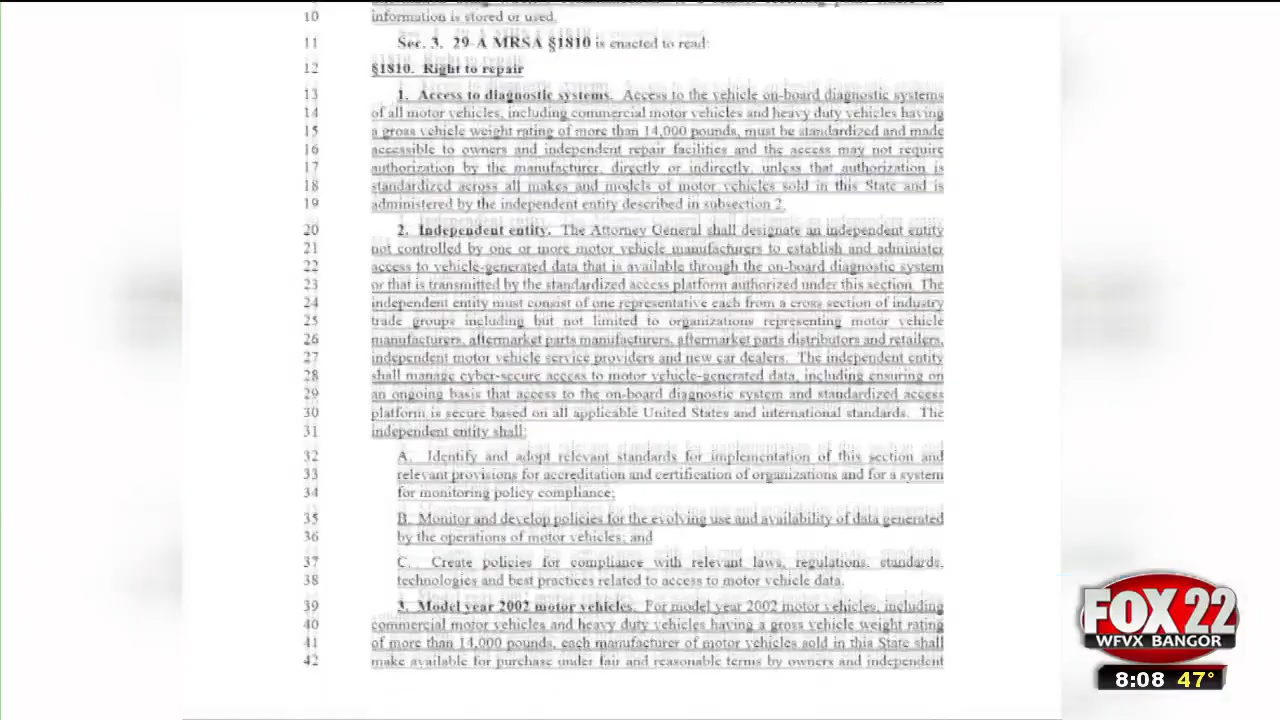 10 information is stored or used.
11 Sec. 3. 29-A MRSA §1810 is enacted to read:
12 §1810. Right to repair
13 1. Access to diagnostic systems. Access to the vehicle on-board diagnostic systems
14 of all motor vehicles, including commercial motor vehicles and heavy duty vehicles having
15 a gross vehicle weight rating of more than 14,000 pounds, must be standardized and made
16 accessible to owners and independent repair facilities and the access may not require
17 authorization by the manufacturer, directly or indirectly, unless that authorization is
18 standardized across all makes and models of motor vehicles sold in this State and is
19 administered by the independent entity described in subsection 2.
20 2. Independent entity. The Attorney General shall designate an independent entity
21 not controlled by one or more motor vehicle manufacturers to establish and administer
22 access to vehicle-generated data that is available through the on-board diagnostic system
23 or that is transmitted by the standardized access platform authorized under this section. The
24 independent entity must consist of one representative each from a cross section of industry
25 trade groups including but not limited to organizations representing motor vehicle
26 manufacturers, aftermarket parts manufacturers, aftermarket parts distributors and retailers,
27 independent motor vehicle service providers and new car dealers. The independent entity
28 shall manage cyber-secure access to motor vehicle-generated data, including ensuring on
29 an ongoing basis that access to the on-board diagnostic system and standardized access
30 platform is secure based on all applicable United States and international standards. The
31 independent entity shall:
32 A. Identify and adopt relevant standards for implementation of this section and
33 relevant provisions for accreditation and certification of organizations and for a system
34 for monitoring policy compliance;
35 B. Monitor and develop policies for the evolving use and availability of data generated
36 by the operations of motor vehicles; and
37 C. Create policies for compliance with relevant laws, regulations, standards,
38 technologies and best practices related to access to motor vehicle data.
39 3. Model year 2002 motor vehicles. For model year 2002 motor vehicles, including
40 commercial motor vehicles and heavy duty vehicles having a gross vehicle weight rating
41 of more than 14,000 pounds, each manufacturer of motor vehicles sold in this State shall
42 make available for purchase under fair and reasonable terms by owners and independent
FOX 22
WFVX BANGOR
8:08 47°